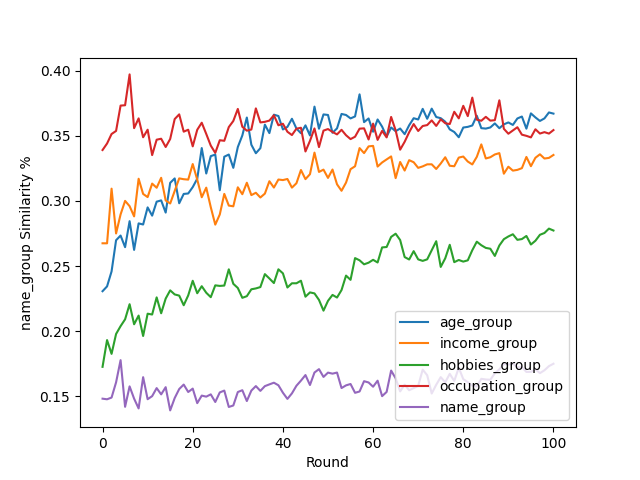 0.40
0.35
0.30
0.25
0.20
0.15
name_group Similarity %
0 20 40 60 80 100
Round
age_group
income_group
hobbies_group
occupation_group
name_group